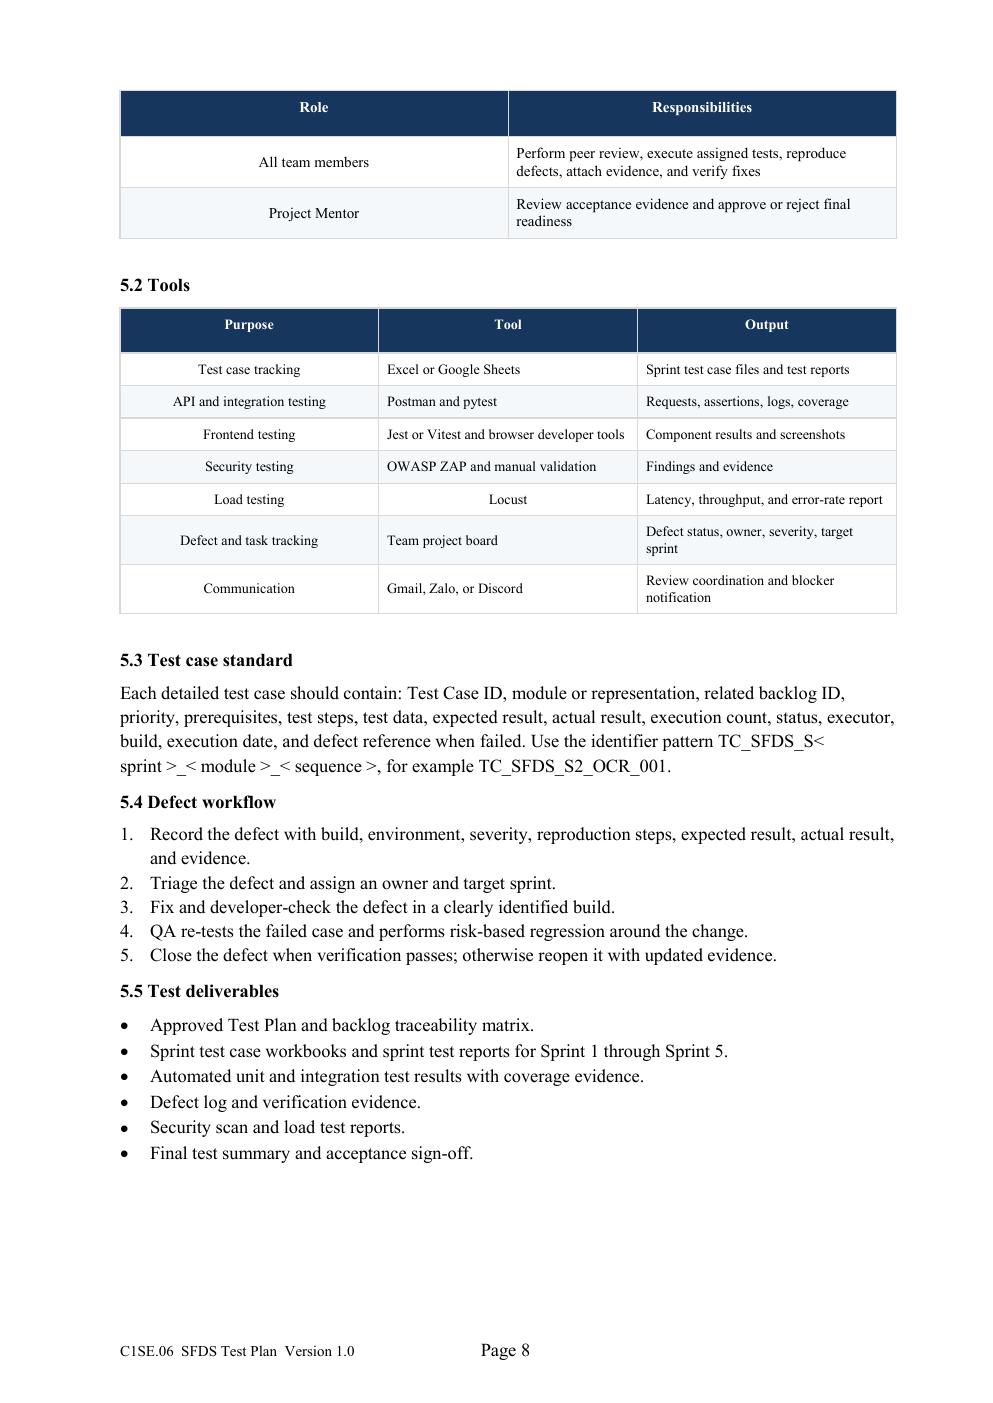 Role Responsibilities
All team members Perform peer review, execute assigned tests, reproduce
defects, attach evidence, and verify fixes
Project Mentor Review acceptance evidence and approve or reject final
readiness
5.2 Tools
Purpose Tool Output
Test case tracking Excel or Google Sheets Sprint test case files and test reports
API and integration testing Postman and pytest Requests, assertions, logs, coverage
Frontend testing Jest or Vitest and browser developer tools Component results and screenshots
Security testing OWASP ZAP and manual validation Findings and evidence
Load testing Locust Latency, throughput, and error-rate report
Defect and task tracking Team project board Defect status, owner, severity, target
sprint
Communication Gmail, Zalo, or Discord Review coordination and blocker
notification
5.3 Test case standard
Each detailed test case should contain: Test Case ID, module or representation, related backlog ID,
priority, prerequisites, test steps, test data, expected result, actual result, execution count, status, executor,
build, execution date, and defect reference when failed. Use the identifier pattern TC_SFDS_S<
sprint >_< module >_< sequence >, for example TC_SFDS_S2_OCR_001.
5.4 Defect workflow
1. Record the defect with build, environment, severity, reproduction steps, expected result, actual result,
and evidence.
2. Triage the defect and assign an owner and target sprint.
3. Fix and developer-check the defect in a clearly identified build.
4. QA re-tests the failed case and performs risk-based regression around the change.
5. Close the defect when verification passes; otherwise reopen it with updated evidence.
5.5 Test deliverables
• Approved Test Plan and backlog traceability matrix.
• Sprint test case workbooks and sprint test reports for Sprint 1 through Sprint 5.
• Automated unit and integration test results with coverage evidence.
• Defect log and verification evidence.
• Security scan and load test reports.
• Final test summary and acceptance sign-off.
C1SE.06 SFDS Test Plan Version 1.0 Page 8